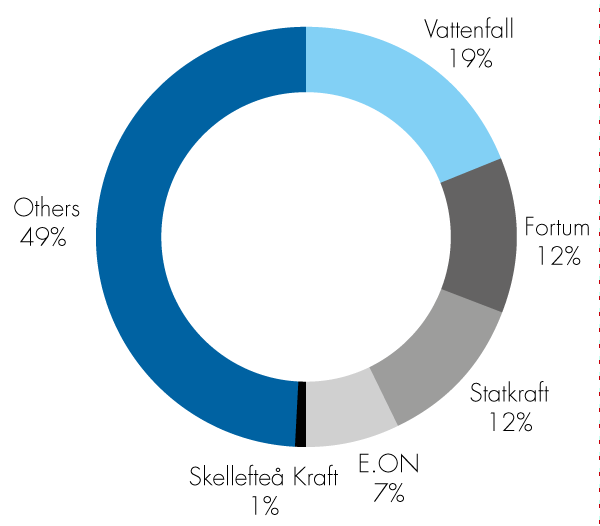 Vattenfall
19%
Others
49%
Fortum
12%
Statkraft
12%
E.ON
7%
Skellefteå Kraft
1%